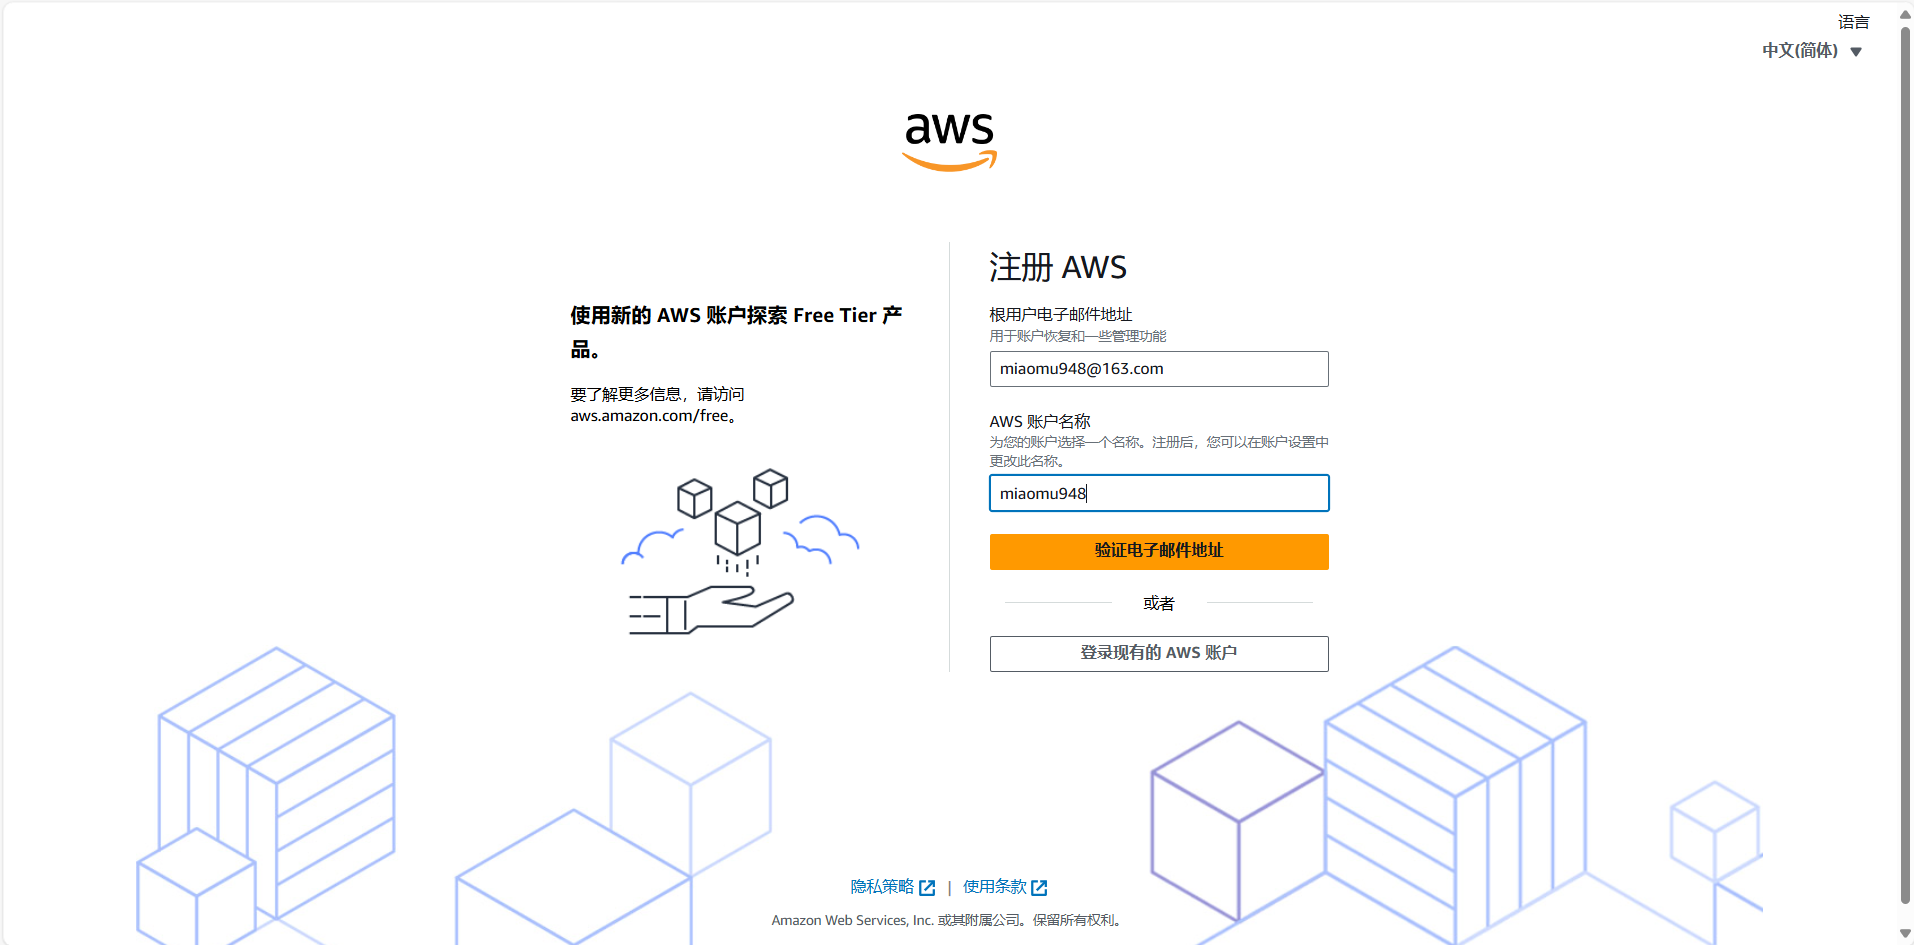 语言
中文(简体)
aws
使用新的 AWS 账户探索 Free Tier 产
品。
要了解更多信息，请访问
aws.amazon.com/free。
注册 AWS
根用户电子邮件地址
用于账户恢复和一些管理功能
miaomu948@163.com
AWS 账户名称
为您的账户选择一个名称。注册后，您可以在账户设置中
更改此名称。
miaomu948
验证电子邮件地址
或者
登录现有的 AWS 账户
隐私策略 | 使用条款
Amazon Web Services, Inc. 或其附属公司。保留所有权利。